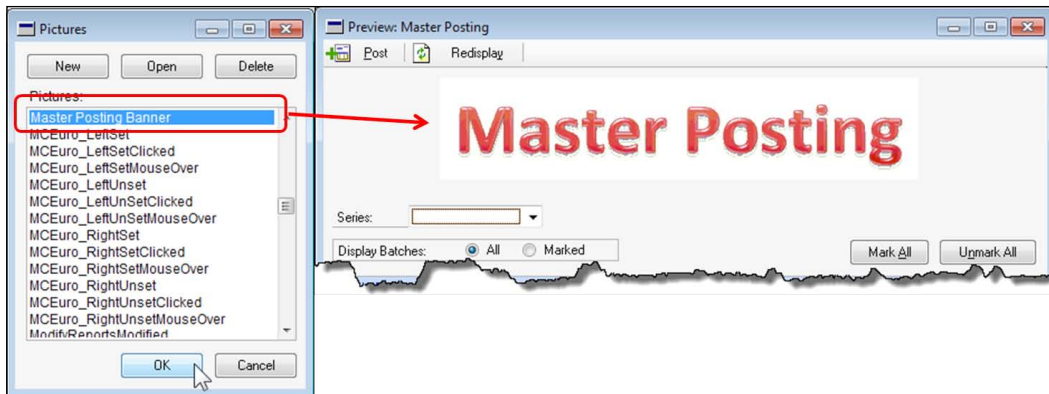 Pictures
New Open Delete
Pictures:
Master Posting Banner
MCEuro_LeftSet
MCEuro_LeftSetClicked
MCEuro_LeftSetMouseOver
MCEuro_LeftUnset
MCEuro_LeftUnSetClicked
MCEuro_LeftUnSetMouseOver
MCEuro_RightSet
MCEuro_RightSetClicked
MCEuro_RightSetMouseOver
MCEuro_RightUnset
MCEuro_RightUnsetClicked
MCEuro_RightUnsetMouseOver
ModifyReportsModified
OK Cancel
Preview: Master Posting
Post Redisplay
Master Posting
Series:
Display Batches: All Marked
Mark All Unmark All